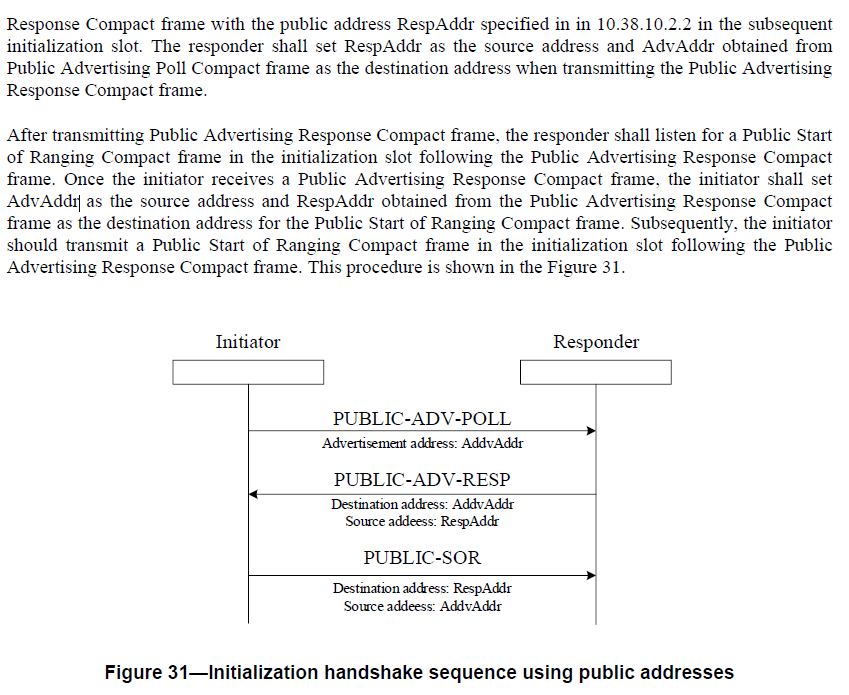 Response Compact frame with the public address RespAddr specified in in 10.38.10.2.2 in the subsequent
initialization slot. The responder shall set RespAddr as the source address and AdvAddr obtained from
Public Advertising Poll Compact frame as the destination address when transmitting the Public Advertising
Response Compact frame.
After transmitting Public Advertising Response Compact frame, the responder shall listen for a Public Start
of Ranging Compact frame in the initialization slot following the Public Advertising Response Compact
frame. Once the initiator receives a Public Advertising Response Compact frame, the initiator shall set
AdvAddr as the source address and RespAddr obtained from the Public Advertising Response Compact
frame as the destination address for the Public Start of Ranging Compact frame. Subsequently, the initiator
should transmit a Public Start of Ranging Compact frame in the initialization slot following the Public
Advertising Response Compact frame. This procedure is shown in the Figure 31.
Initiator Responder
PUBLIC-ADV-POLL
Advertisement address: AddvAddr
PUBLIC-ADV-RESP
Destination address: AddvAddr
Source addeess: RespAddr
PUBLIC-SOR
Destination address: RespAddr
Source addeess: AddvAddr
Figure 31—Initialization handshake sequence using public addresses